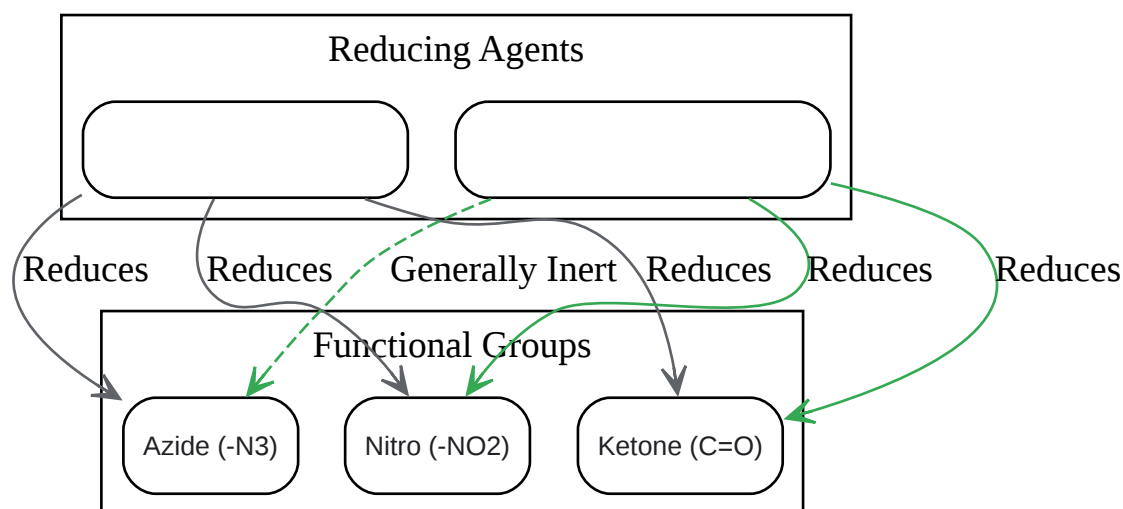 Reducing Agents
Reduces
Reduces
Generally Inert
Reduces
Reduces
Reduces
Functional Groups
Azide (-N3)
Nitro (-NO2)
Ketone (C=O)